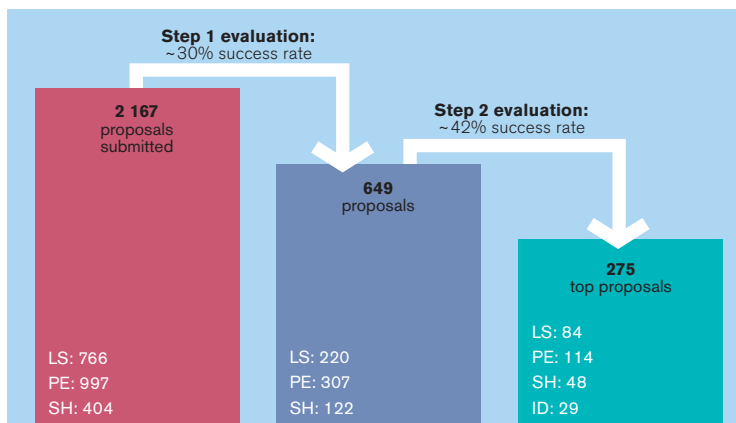 Step 1 evaluation:
~30% success rate
2 167
proposals
submitted
LS: 766
PE: 997
SH: 404
Step 2 evaluation:
~42% success rate
649
proposals
LS: 220
PE: 307
SH: 122
275
top proposals
LS: 84
PE: 114
SH: 48
ID: 29